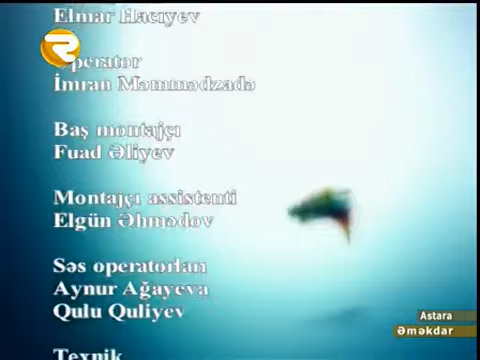 Elmar Hacıyev
Operator
İmran Məmmədzadə
Baş montajçı
Fuad Əliyev
Montajçı assistenti
Elgün Əhmədov
Səs operatorları
Aynur Ağayeva
Qulu Quliyev
Texnik
Astara
Əməkdar